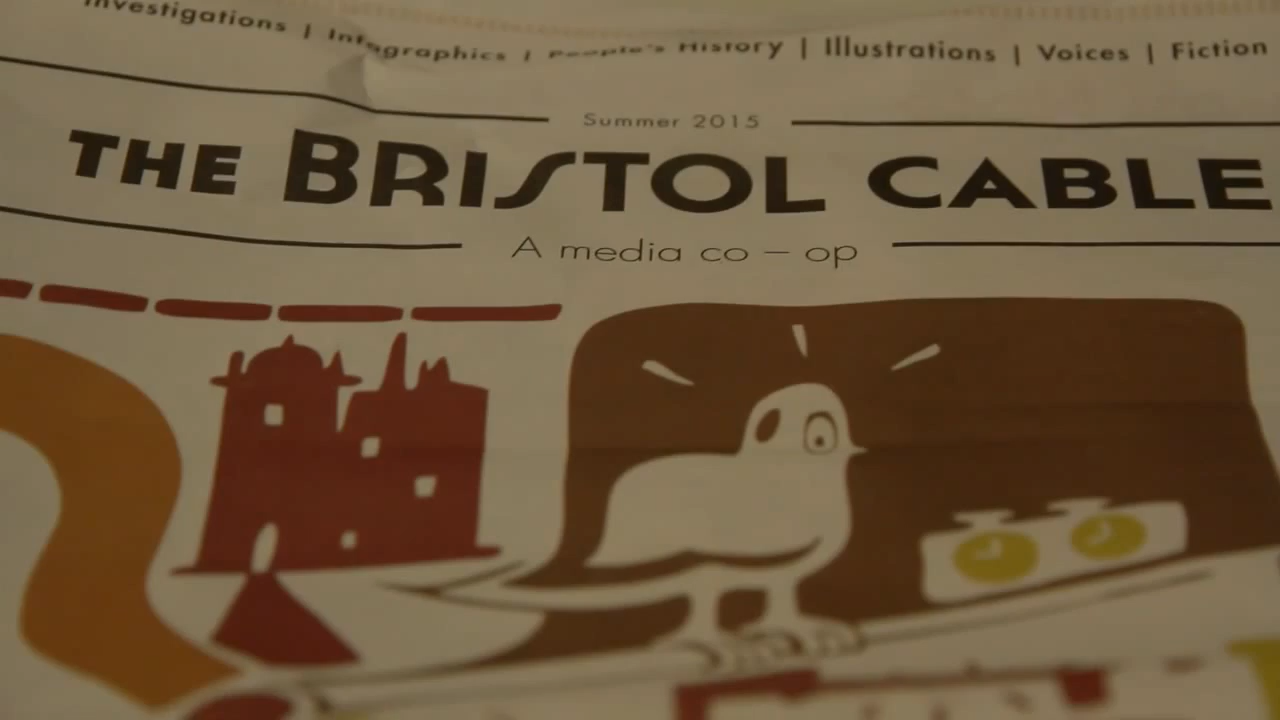 Investigations | Infographics | People's History | Illustrations | Voices | Fiction
Summer 2015
THE BRISTOL CABLE
A media co – op